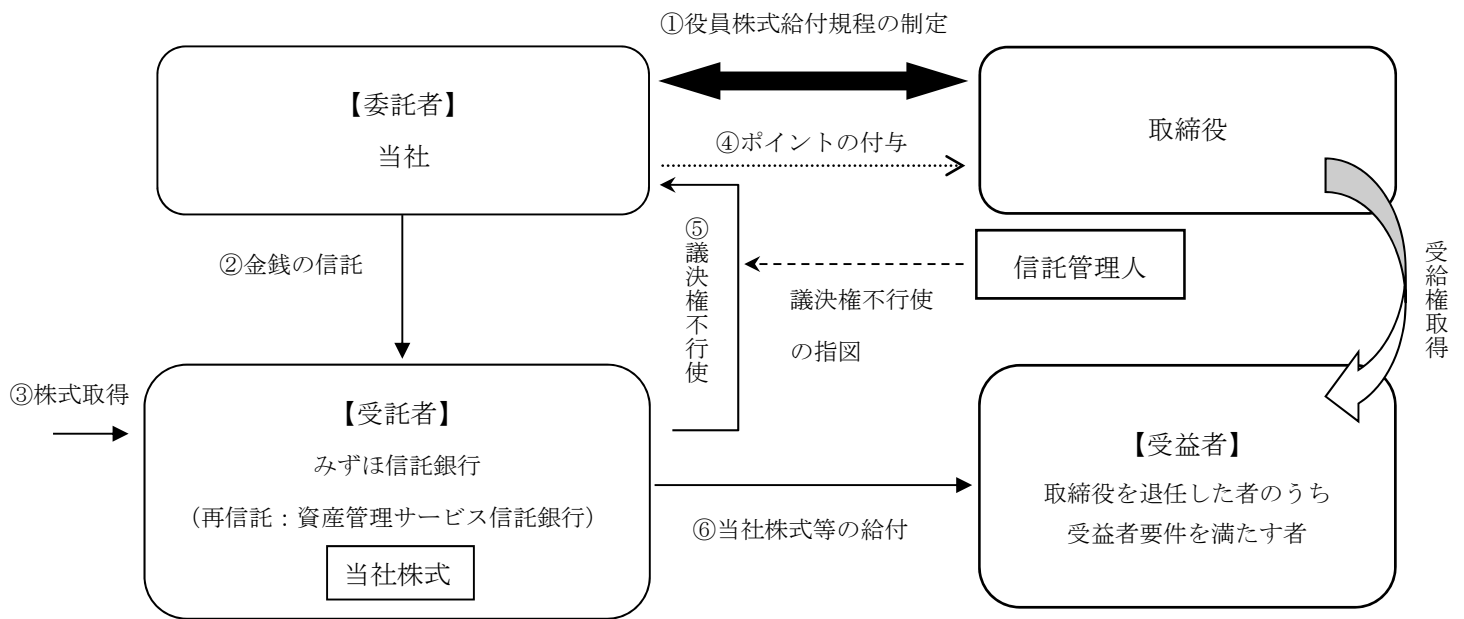 ①役員株式給付規程の制定
【委託者】
当社
取締役
④ポイントの付与
②金銭の信託
⑤議決権不行使
信託管理人
議決権不行使
の指図
受給権取得
③株式取得
【受託者】
みずほ信託銀行
（再信託：資産管理サービス信託銀行）
当社株式
【受益者】
取締役を退任した者のうち
受益者要件を満たす者
⑥当社株式等の給付